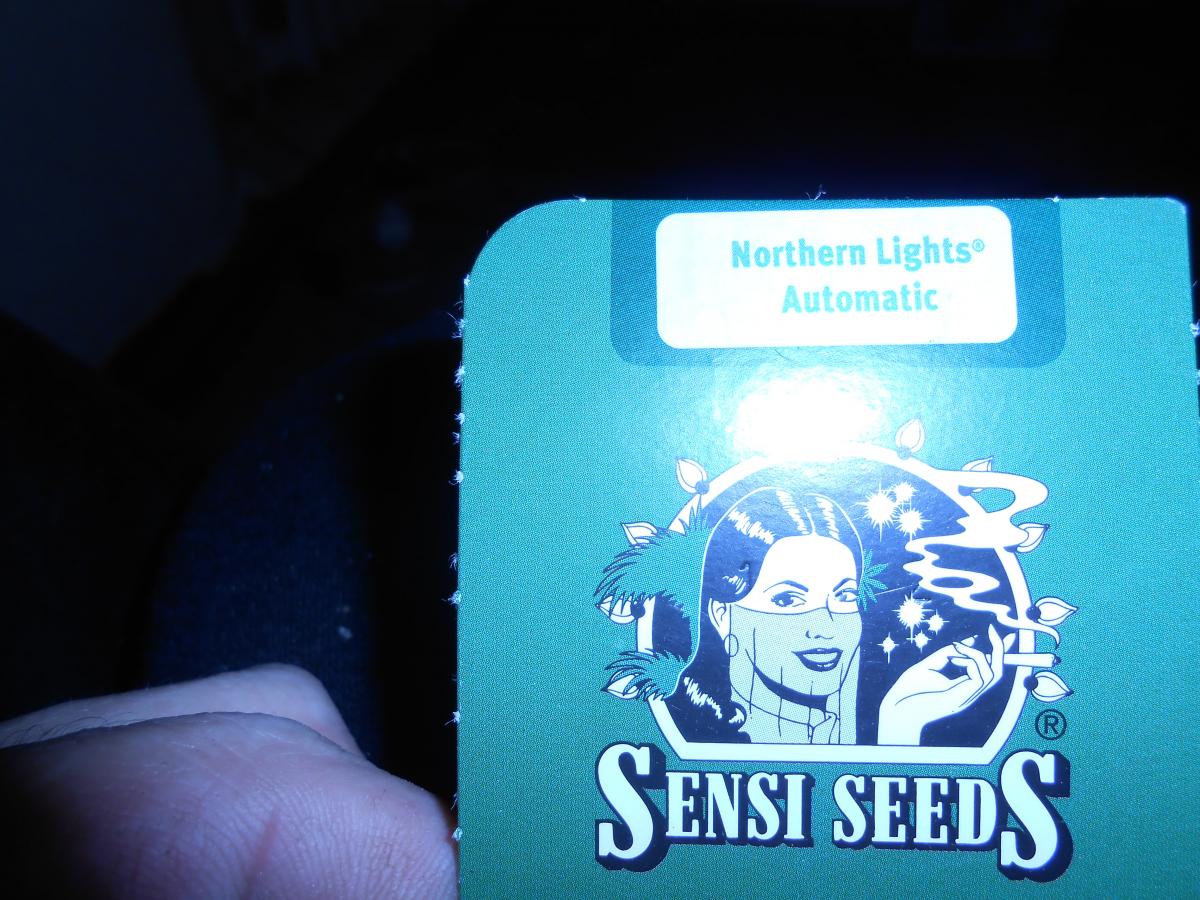 Northern Lights®
Automatic
®
SENSI SEEDS